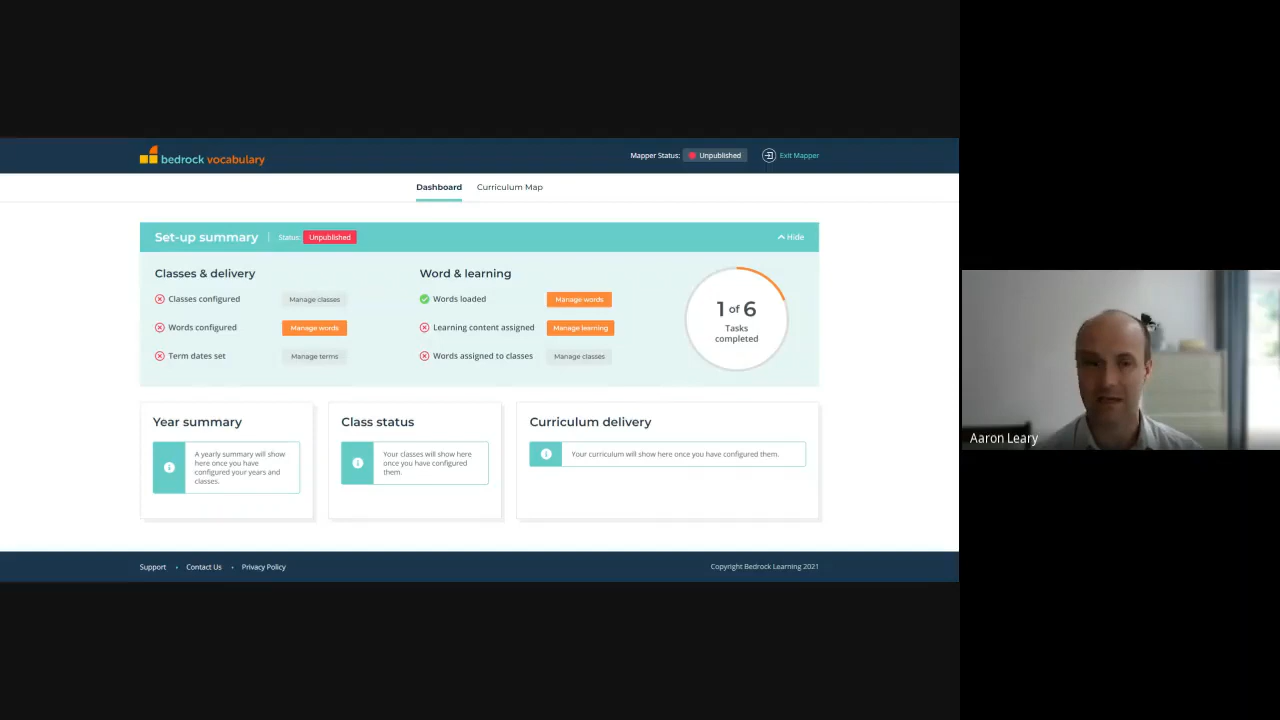 bedrock vocabulary
Mapper Status: Unpublished Exit Mapper
Dashboard Curriculum Map
Set-up summary Status: Unpublished Hide
Classes & delivery
Classes configured Manage classes
Words configured Manage words
Term dates set Manage terms
Word & learning
Words loaded Manage words
Learning content assigned Manage learning
Words assigned to classes Manage classes
1 of 6
Tasks
completed
Year summary
A yearly summary will show
here once you have
configured your years and
classes.
Class status
Your classes will show here
once you have configured
them.
Curriculum delivery
Your curriculum will show here once you have configured them.
Support • Contact Us • Privacy Policy
Copyright Bedrock Learning 2021
Aaron Leary